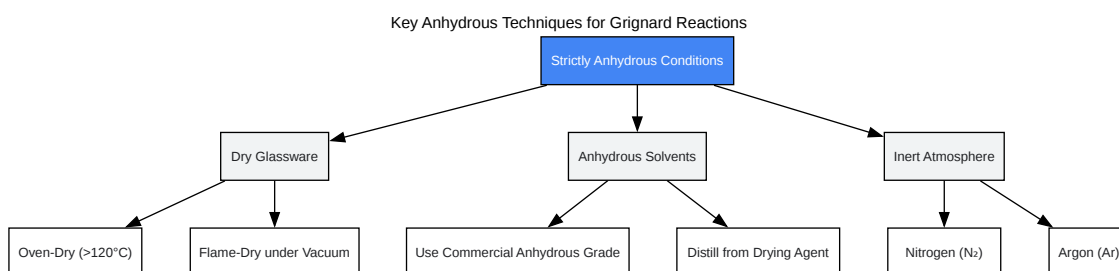 Key Anhydrous Techniques for Grignard Reactions
Strictly Anhydrous Conditions
Dry Glassware
Anhydrous Solvents
Inert Atmosphere
Oven-Dry (>120°C)
Flame-Dry under Vacuum
Use Commercial Anhydrous Grade
Distill from Drying Agent
Nitrogen (N₂)
Argon (Ar)